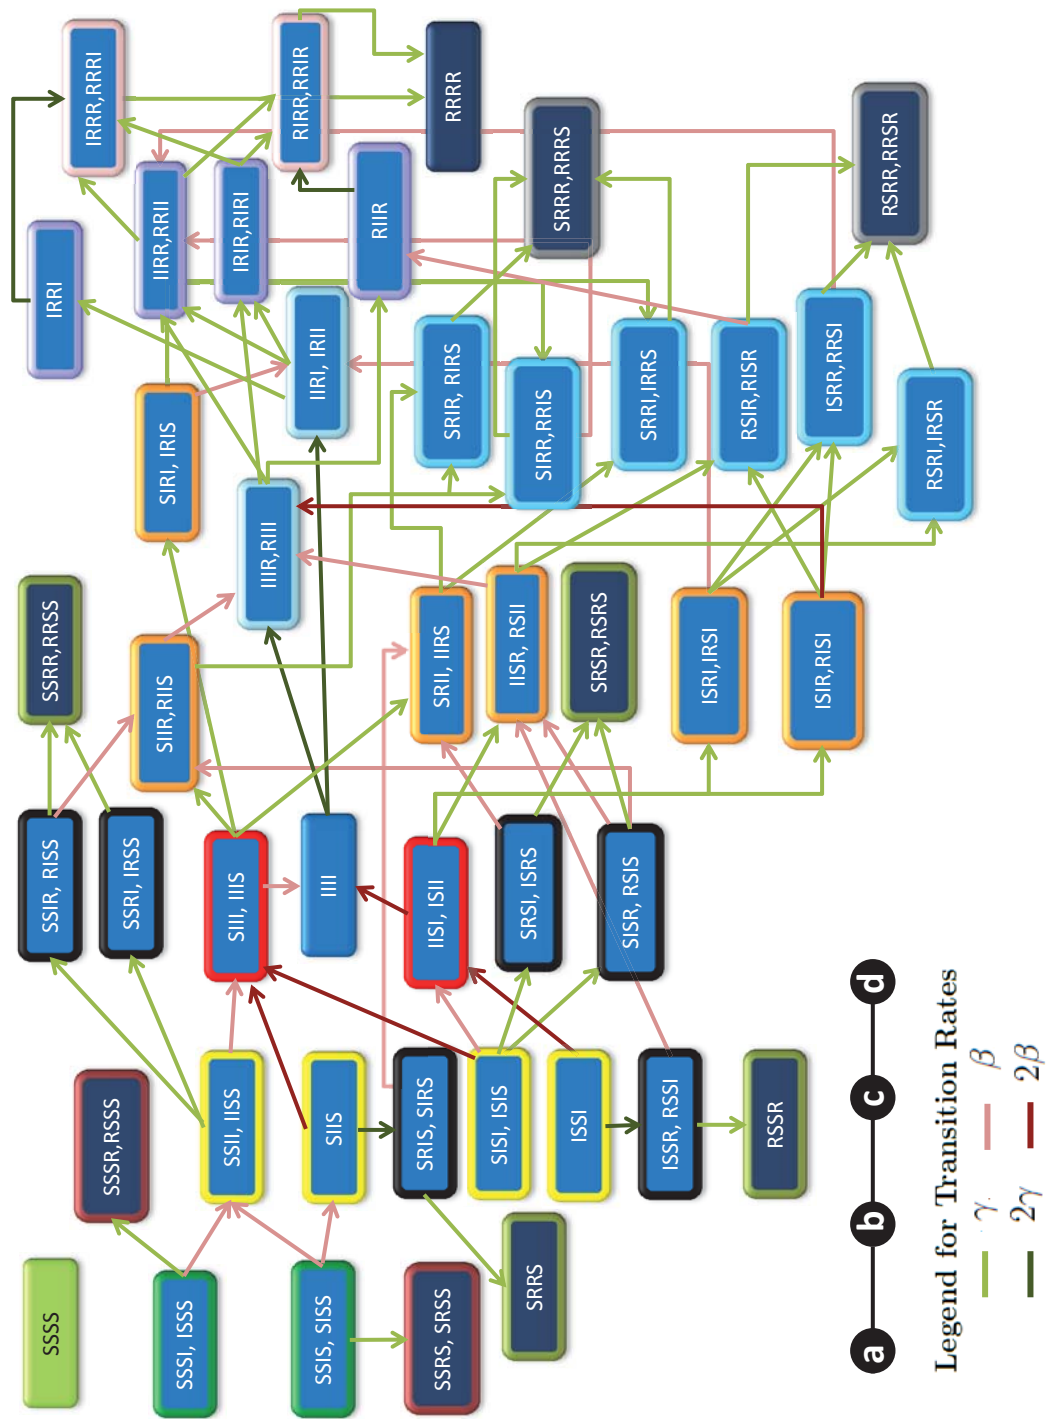 SSSS
SSSI, ISSS
SSIS, SISS
SSRS, SRSS
SRRS
SSSR,RSSS
SSII, IISS
SIIS
SRIS, SIRS
SISI, ISIS
ISSI
ISSR, RSSI
RSSR
SSIR, RISS
SSRI, IRSS
SIII, IIIS
IIII
IISI, ISII
SRSI, ISRS
SISR, RSIS
SSRR,RRSS
SIIR,RIIS
SRII, IIRS
IISR, RSII
SRSR,RSRS
ISRI,IRSI
ISIR,RISI
SIRI, IRIS
IIIR,RIII
IIRI, IRII
SRIR, RIRS
SIRR,RRIS
SRRI,IRRS
RSIR,RISR
ISRR,RRSI
RSRI,IRSR
IRRI
IIRR,RRII
IRIR,RIRI
RIIR
SRRR,RRRS
RSRR,RRSR
IRRR,RRRI
RIRR,RRIR
RRRR
a b c d
Legend for Transition Rates
γ β
2γ 2β